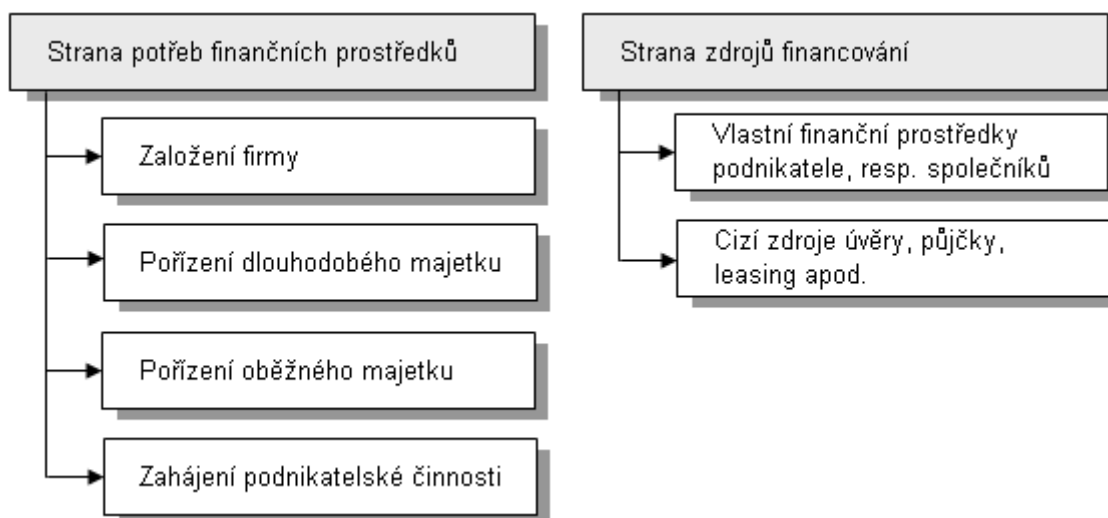 Strana potřeb finančních prostředků
Založení firmy
Pořízení dlouhodobého majetku
Pořízení oběžného majetku
Zahájení podnikatelské činnosti
Strana zdrojů financování
Vlastní finanční prostředky
podnikatele, resp. společníků
Cizí zdroje úvěry, půjčky,
leasing apod.